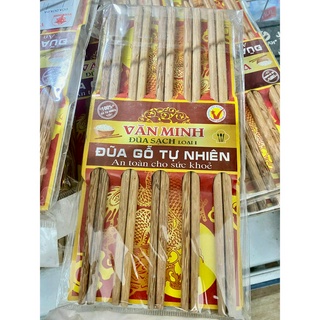 VĂN MINH
ĐŨA SẠCH LOẠI 1
ĐŨA GỖ TỰ NHIÊN
An toàn cho sức khoẻ